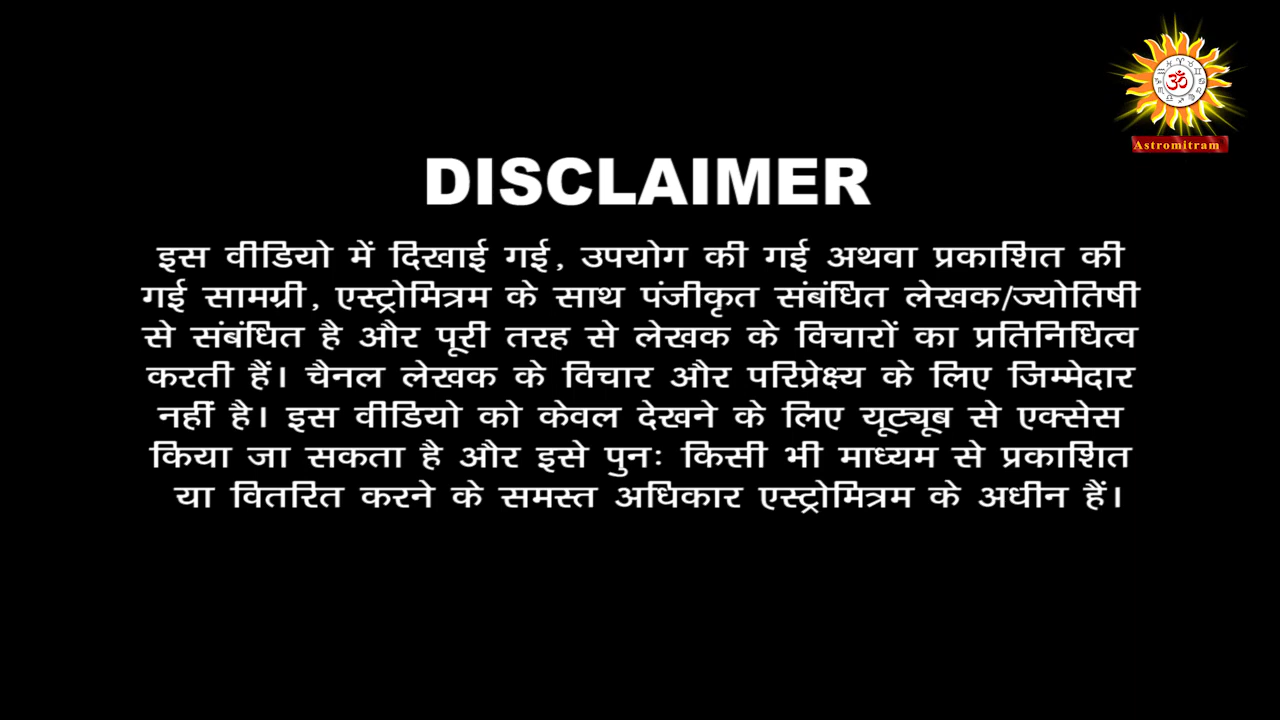 Astromitram
DISCLAIMER
इस वीडियो में दिखाई गई, उपयोग की गई अथवा प्रकाशित की
गई सामग्री, एस्ट्रोमित्रम के साथ पंजीकृत संबंधित लेखक/ज्योतिषी
से संबंधित है और पूरी तरह से लेखक के विचारों का प्रतिनिधित्व
करती हैं। चैनल लेखक के विचार और परिप्रेक्ष्य के लिए जिम्मेदार
नहीं है। इस वीडियो को केवल देखने के लिए यूट्यूब से एक्सेस
किया जा सकता है और इसे पुनः किसी भी माध्यम से प्रकाशित
या वितरित करने के समस्त अधिकार एस्ट्रोमित्रम के अधीन हैं।